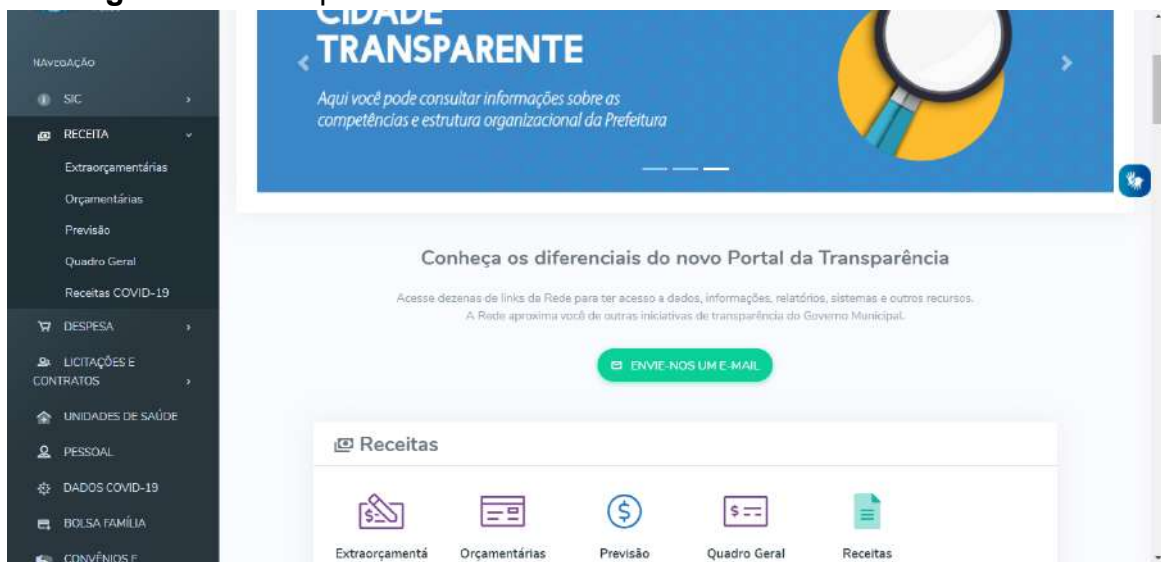 CIDADE
TRANSPARENTE
Aqui você pode consultar informações sobre as
competências e estrutura organizacional da Prefeitura
NAVEGAÇÃO
SIC
RECEITA
Extraorçamentárias
Orçamentárias
Previsão
Quadro Geral
Receitas COVID-19
DESPESA
LICITAÇÕES E
CONTRATOS
UNIDADES DE SAÚDE
PESSOAL
DADOS COVID-19
BOLSA FAMÍLIA
CONVÊNIOS E
Conheça os diferenciais do novo Portal da Transparência
Acesse dezenas de links da Rede para ter acesso a dados, informações, relatórios, sistemas e outros recursos.
A Rede aproxima você de outras iniciativas de transparência do Governo Municipal.
ENVIE-NOS UM E-MAIL
Receitas
Extraorçamentá
Orçamentárias
Previsão
Quadro Geral
Receitas